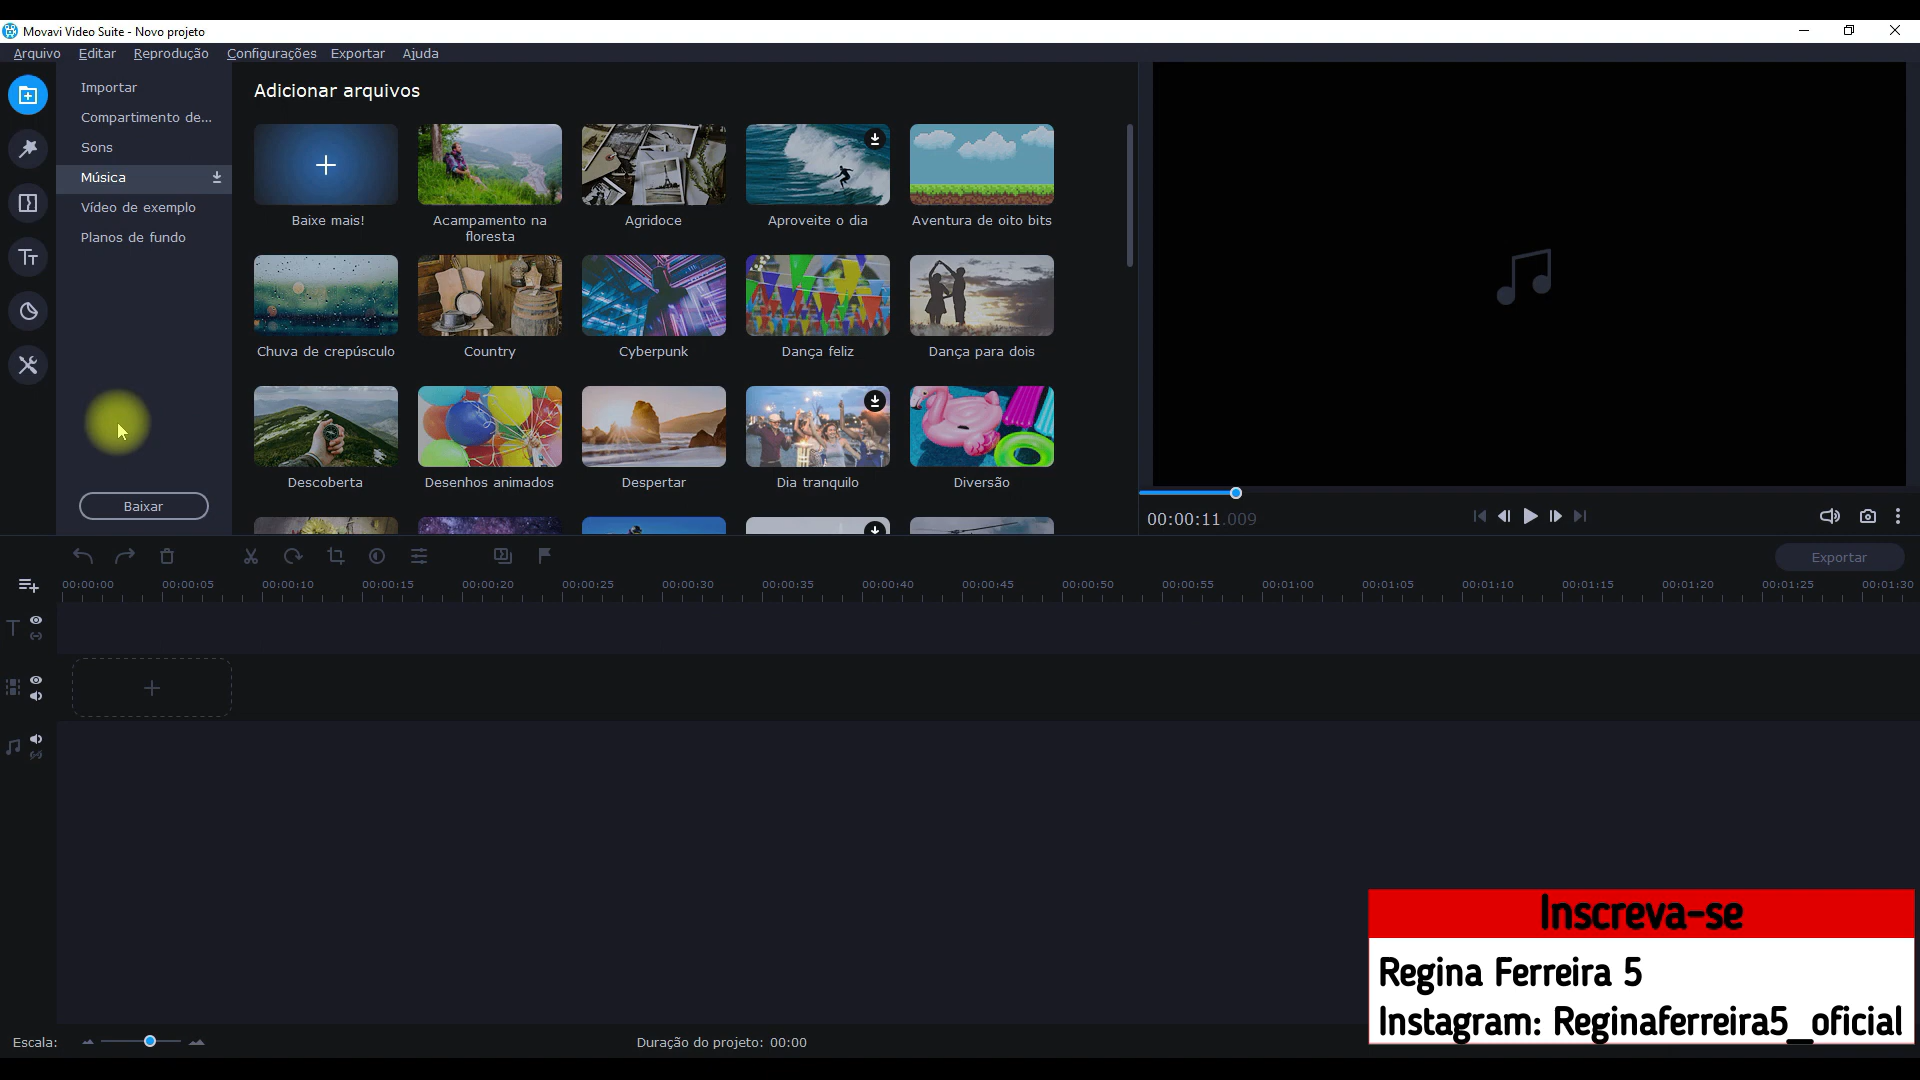 Movavi Video Suite - Novo projeto
Arquivo Editar Reprodução Configurações Exportar Ajuda
Importar
Compartimento de...
Sons
Música
Vídeo de exemplo
Planos de fundo
Baixar
Adicionar arquivos
Baixe mais!
Acampamento na
floresta
Agridoce
Aproveite o dia
Aventura de oito bits
Chuva de crepúsculo
Country
Cyberpunk
Dança feliz
Dança para dois
Descoberta
Desenhos animados
Despertar
Dia tranquilo
Diversão
00:00:11.009
Exportar
00:00:00 00:00:05 00:00:10 00:00:15 00:00:20 00:00:25 00:00:30 00:00:35 00:00:40 00:00:45 00:00:50 00:00:55 00:01:00 00:01:05 00:01:10 00:01:15 00:01:20 00:01:25 00:01:30
Inscreva-se
Regina Ferreira 5
Instagram: Reginaferreira5_oficial
Escala:
Duração do projeto: 00:00